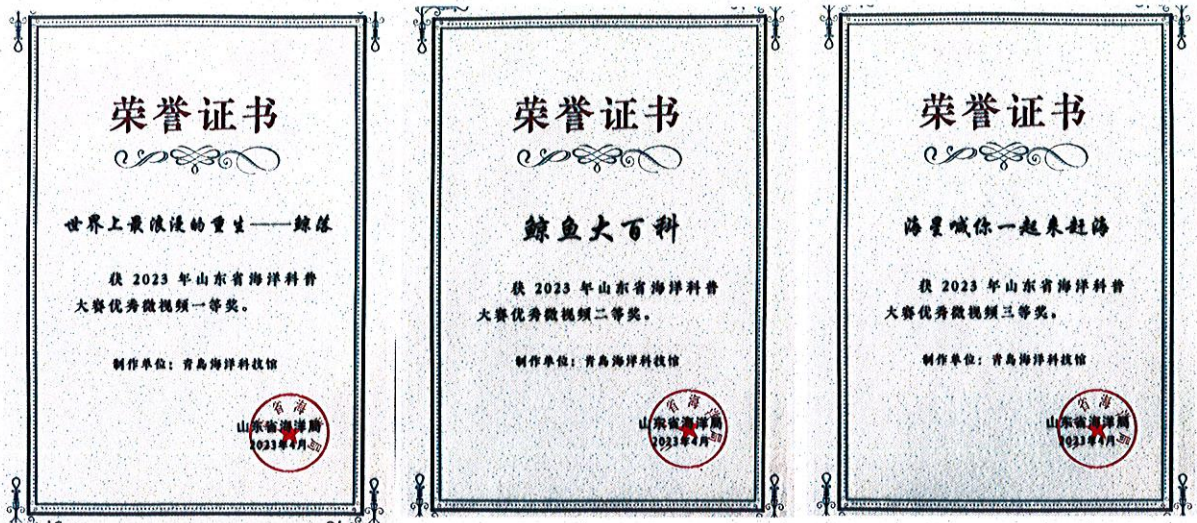 荣誉证书
世界上最浪漫的重生——鲸落
获 2023 年山东省海洋科普
大赛优秀微视频一等奖。
制作单位：青岛海洋科技馆
山东省海洋局
2023年4月
荣誉证书
鲸鱼大百科
获 2023 年山东省海洋科普
大赛优秀微视频二等奖。
制作单位：青岛海洋科技馆
山东省海洋局
2023年4月
荣誉证书
海星喊你一起来赶海
获 2023 年山东省海洋科普
大赛优秀微视频三等奖。
制作单位：青岛海洋科技馆
山东省海洋局
2023年4月